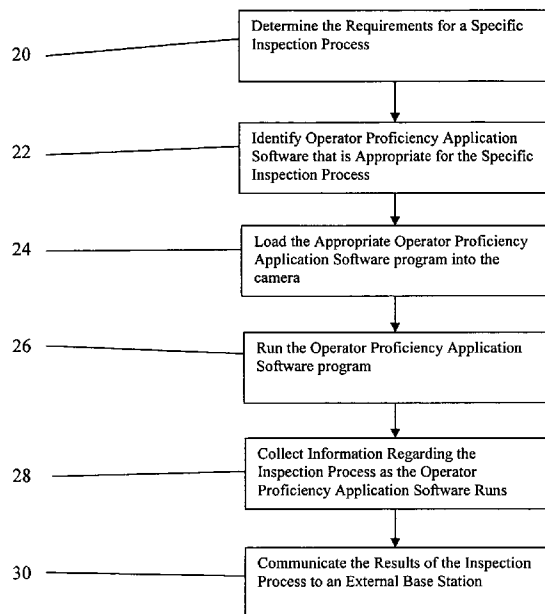 20
Determine the Requirements for a Specific
Inspection Process
22
Identify Operator Proficiency Application
Software that is Appropriate for the Specific
Inspection Process
24
Load the Appropriate Operator Proficiency
Application Software program into the
camera
26
Run the Operator Proficiency Application
Software program
28
Collect Information Regarding the
Inspection Process as the Operator
Proficiency Application Software Runs
30
Communicate the Results of the Inspection
Process to an External Base Station